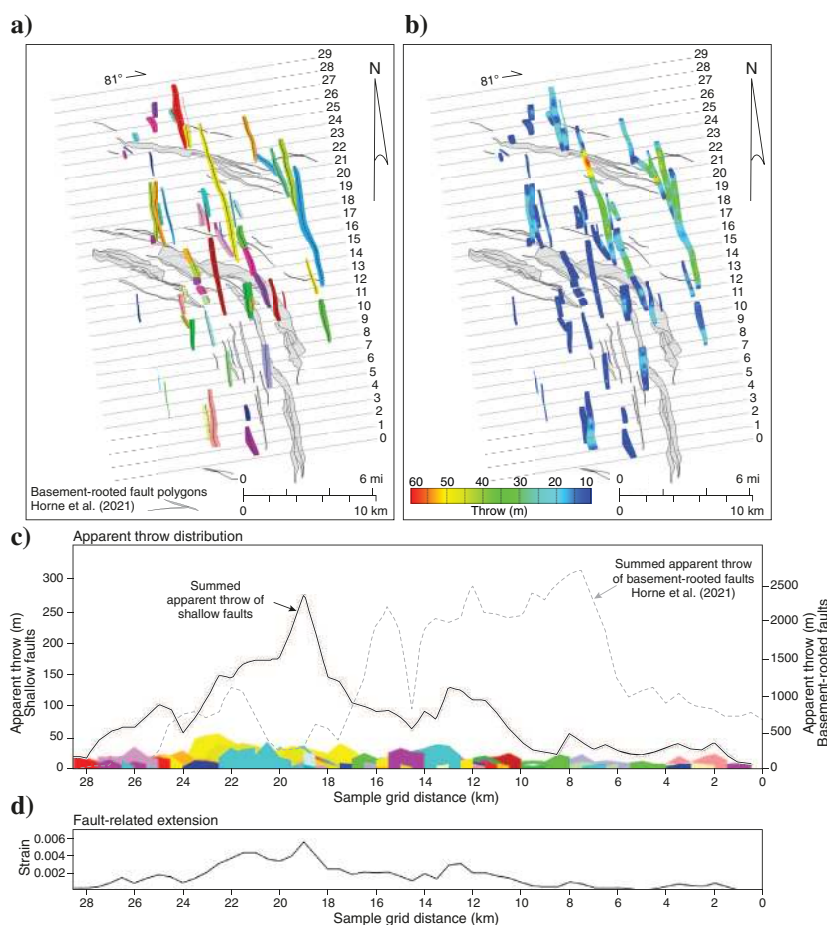 a)
81°
29
28
27
26
25
24
23
22
21
20
19
18
17
16
15
14
13
12
11
10
9
8
7
6
5
4
3
2
1
0
N
Basement-rooted fault polygons
Horne et al. (2021)
0 6 mi
0 10 km
b)
81°
29
28
27
26
25
24
23
22
21
20
19
18
17
16
15
14
13
12
11
10
9
8
7
6
5
4
3
2
1
0
N
60 50 40 30 20 10
Throw (m)
0 6 mi
0 10 km
c)
Apparent throw distribution
Apparent throw (m)
Shallow faults
300
250
200
150
100
50
0
Summed
apparent throw of
shallow faults
Summed apparent throw
of basement-rooted faults
Horne et al. (2021)
2500
2000
1500
1000
500
0
Apparent throw (m)
Basement-rooted faults
28 26 24 22 20 18 16 14 12 10 8 6 4 2 0
Sample grid distance (km)
d)
Fault-related extension
Strain
0.006
0.004
0.002
28 26 24 22 20 18 16 14 12 10 8 6 4 2 0
Sample grid distance (km)